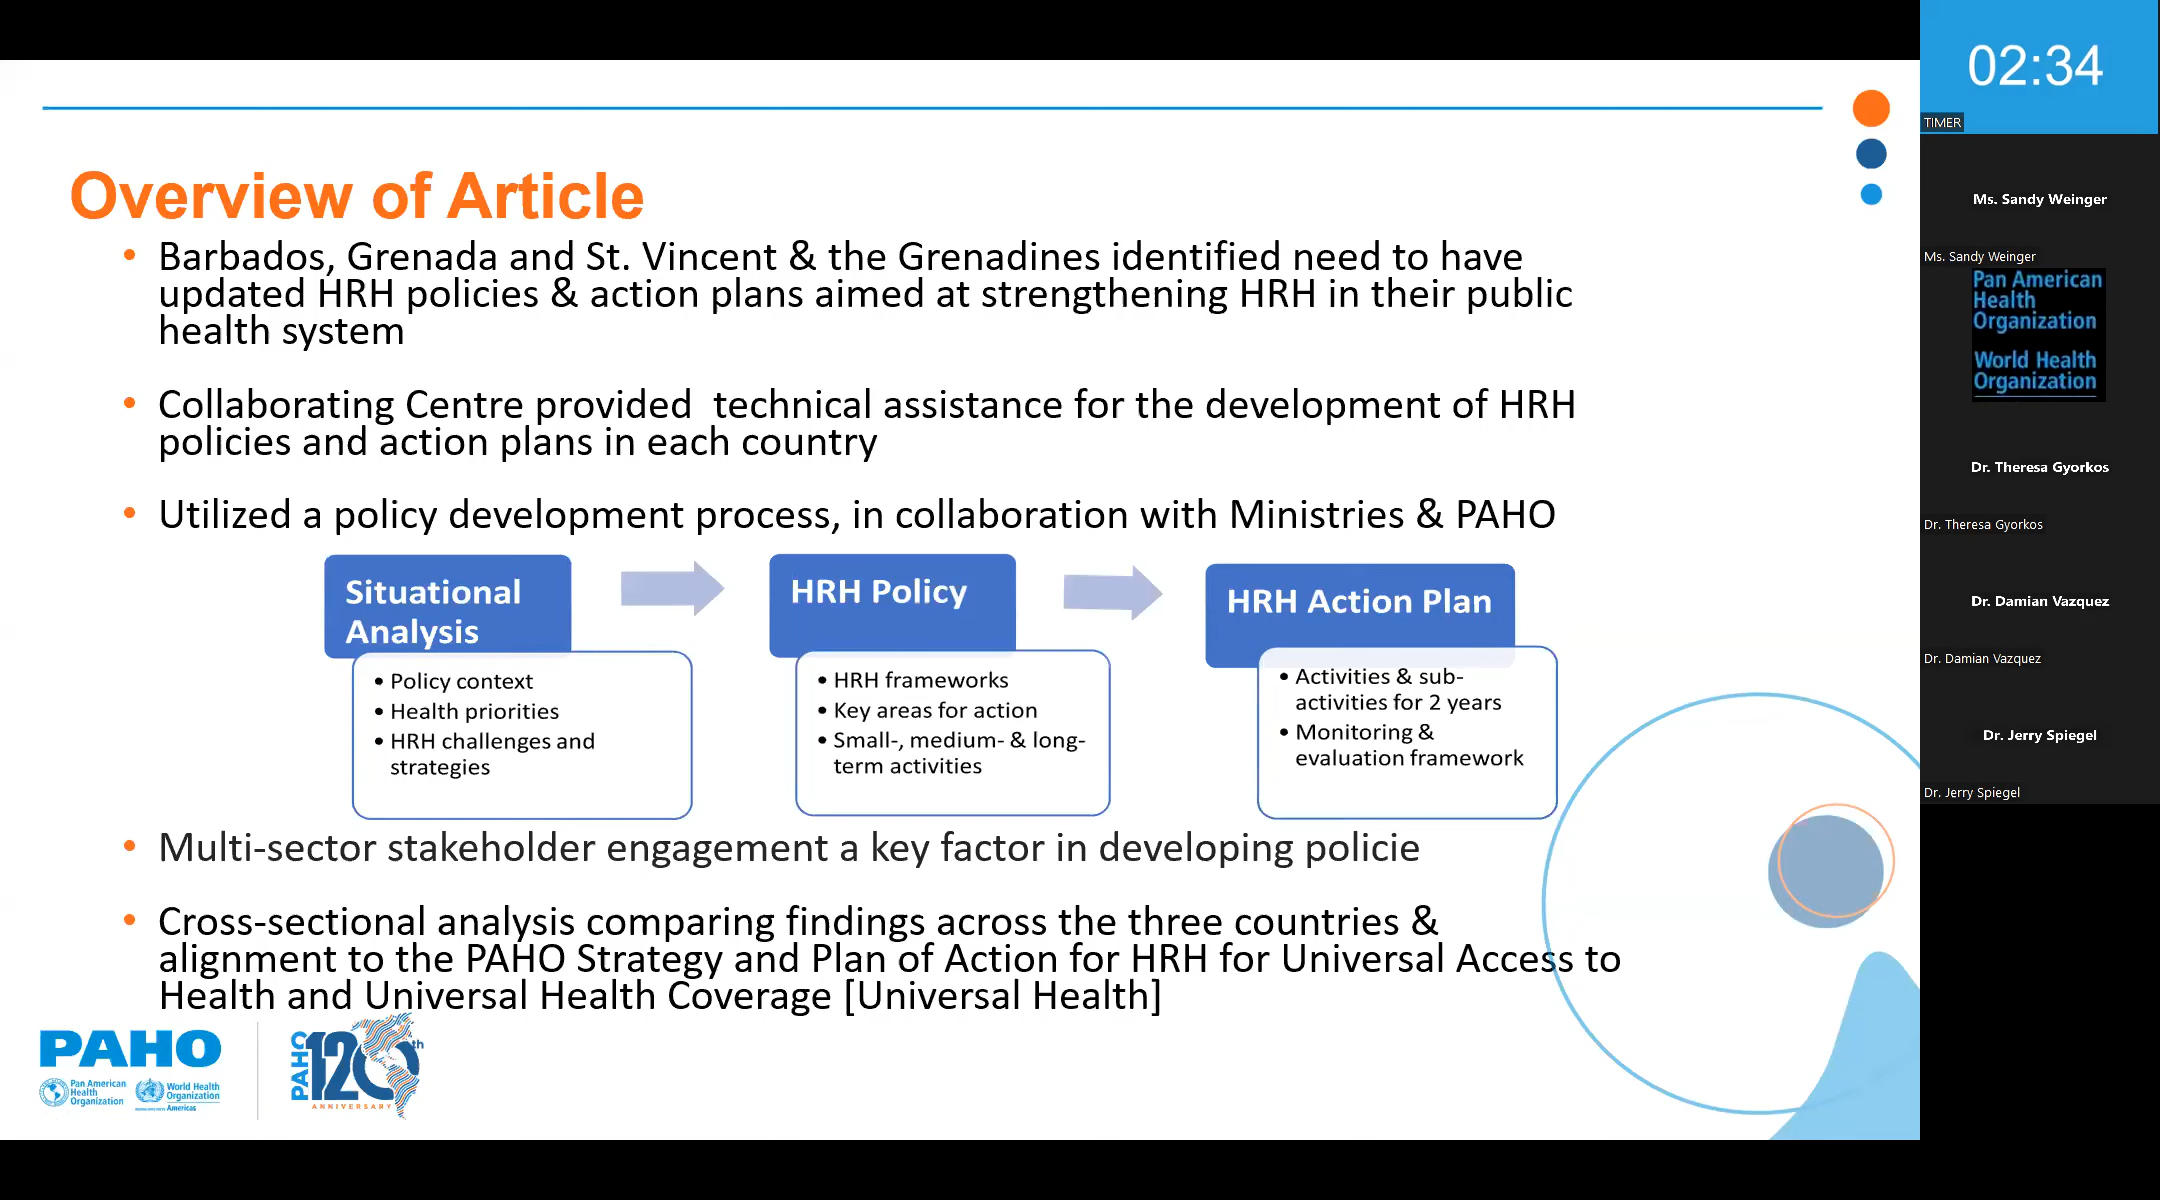 Overview of Article
• Barbados, Grenada and St. Vincent & the Grenadines identified need to have
updated HRH policies & action plans aimed at strengthening HRH in their public
health system
• Collaborating Centre provided  technical assistance for the development of HRH
policies and action plans in each country
• Utilized a policy development process, in collaboration with Ministries & PAHO
Situational
Analysis
• Policy context
• Health priorities
• HRH challenges and
strategies
HRH Policy
• HRH frameworks
• Key areas for action
• Small-, medium- & long-
term activities
HRH Action Plan
• Activities & sub-
activities for 2 years
• Monitoring &
evaluation framework
• Multi-sector stakeholder engagement a key factor in developing policie
• Cross-sectional analysis comparing findings across the three countries &
alignment to the PAHO Strategy and Plan of Action for HRH for Universal Access to
Health and Universal Health Coverage [Universal Health]
PAHO
Pan American
Health
Organization
World Health
Organization
Americas
PAHO
120th
ANNIVERSARY
02:34
TIMER
Ms. Sandy Weinger
Ms. Sandy Weinger
Pan American
Health
Organization
World Health
Organization
Dr. Theresa Gyorkos
Dr. Theresa Gyorkos
Dr. Damian Vazquez
Dr. Damian Vazquez
Dr. Jerry Spiegel
Dr. Jerry Spiegel